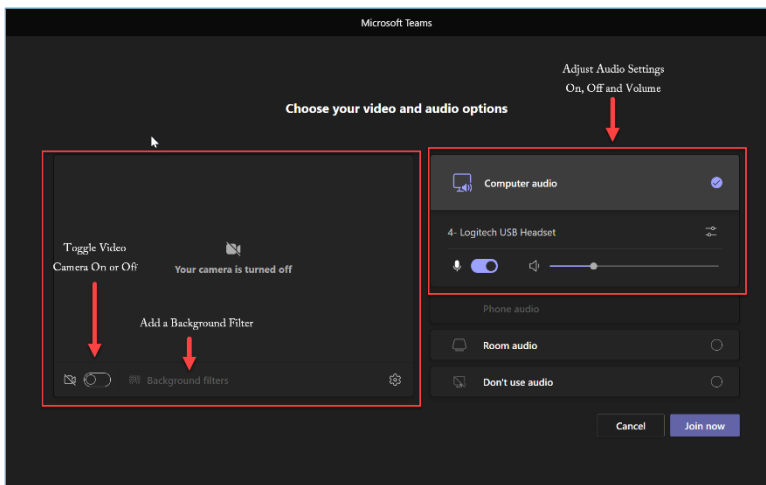 Microsoft Teams
Adjust Audio Settings
On, Off and Volume
Choose your video and audio options
Computer audio
4- Logitech USB Headset
Toggle Video
Camera On or Off
Your camera is turned off
Add a Background Filter
Background filters
Phone audio
Room audio
Don't use audio
Cancel
Join now